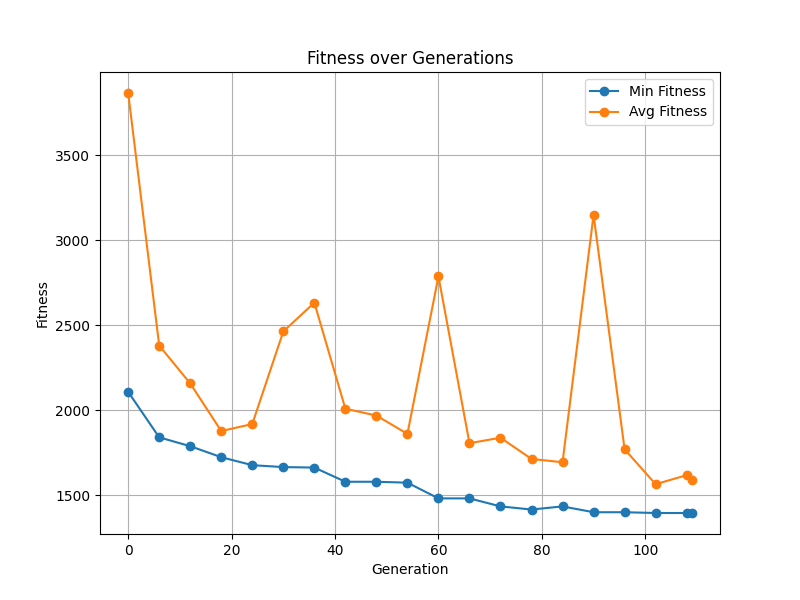 Fitness over Generations
Min Fitness
Avg Fitness
3500
3000
2500
2000
1500
Fitness
0 20 40 60 80 100
Generation